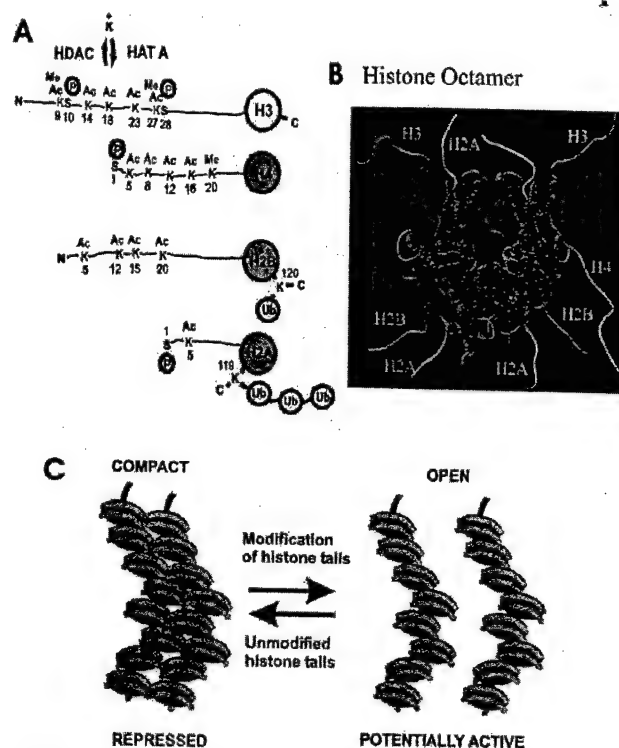 A
+
K
HDAC HAT A
Me P Me P
Ac Ac Ac Ac Ac
N KS K K K KS H3 C
9 10 14 18 23 27 28
P
S Ac Ac Ac Ac Me
K K K K K
1 5 8 12 16 20
Ac Ac Ac Ac
N K K K K H2B
5 12 15 20
120
K C
Ub
1 Ac
S K H2A
P 5
119
C K
Ub Ub Ub
B Histone Octamer
H3 H2A H3
H4
H2B H2B
H2A H2A
C
COMPACT OPEN
Modification
of histone tails
Unmodified
histone tails
REPRESSED POTENTIALLY ACTIVE